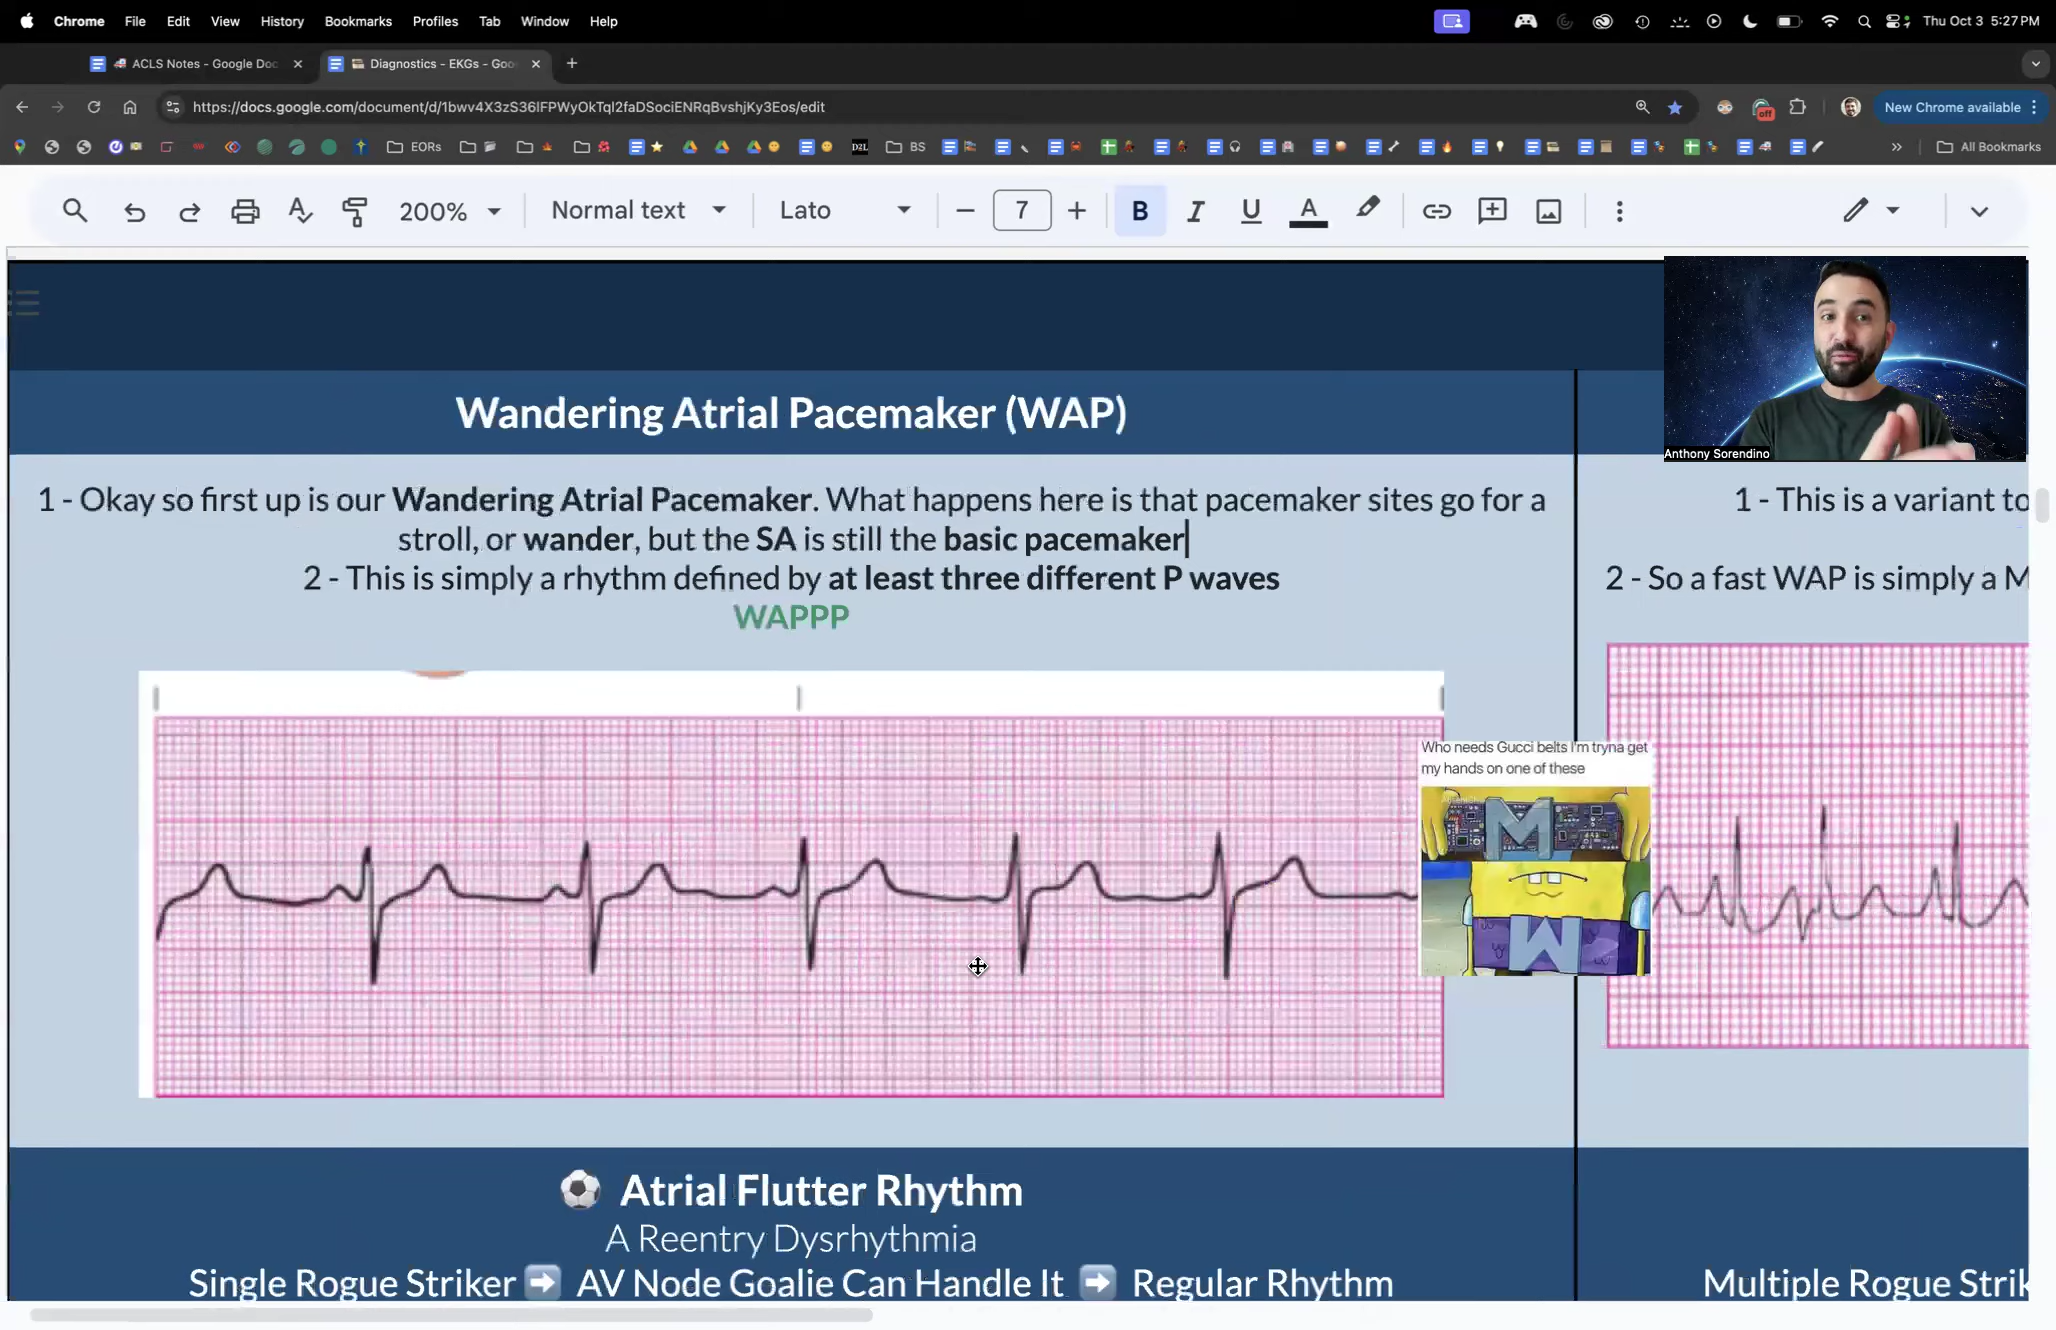 Chrome File Edit View History Bookmarks Profiles Tab Window Help Thu Oct 3 5:27 PM
ACLS Notes - Google Doc Diagnostics - EKGs - Goo
https://docs.google.com/document/d/1bwv4X3zS36lFPWyOkTql2faDSociENRqBvshjKy3Eos/edit off New Chrome available
EORs D2L BS All Bookmarks
200% Normal text Lato 7 B I U A
Anthony Sorendino
Wandering Atrial Pacemaker (WAP)
1 - Okay so first up is our Wandering Atrial Pacemaker. What happens here is that pacemaker sites go for a
stroll, or wander, but the SA is still the basic pacemaker
2 - This is simply a rhythm defined by at least three different P waves
WAPPP
1 - This is a variant to
2 - So a fast WAP is simply a M
Who needs Gucci belts I'm tryna get
my hands on one of these
M
W
Atrial Flutter Rhythm
A Reentry Dysrhythmia
Single Rogue Striker ➡ AV Node Goalie Can Handle It ➡ Regular Rhythm
Multiple Rogue Strik